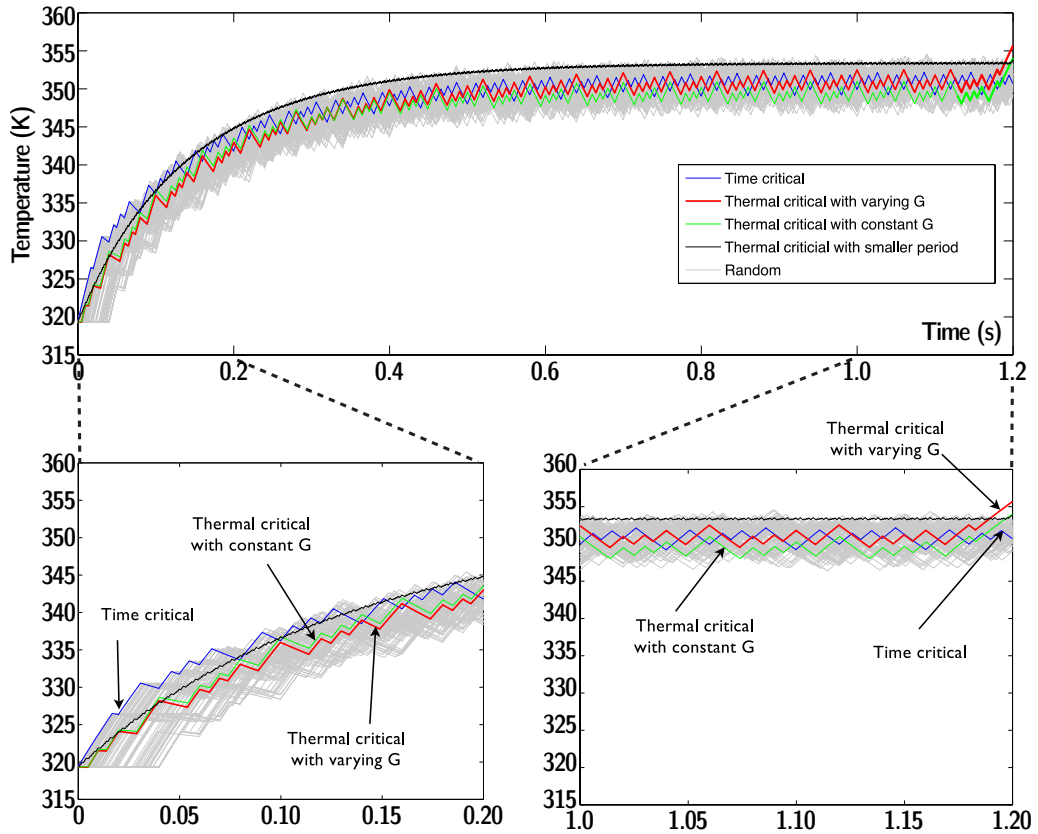 360
355
350
345
340
335
330
325
320
315
Temperature (K)
Time critical
Thermal critical with varying G
Thermal critical with constant G
Thermal criticial with smaller period
Random
Time (s)
0 0.2 0.4 0.6 0.8 1.0 1.2
360
350
340
335
330
325
320
315
Thermal critical
with constant G
Time critical
Thermal critical
with varying G
0 0.05 0.10 0.15 0.20
Thermal critical
with varying G
360
355
350
345
340
335
330
325
320
315
Thermal critical
with constant G
Time critical
1.0 1.05 1.10 1.15 1.20